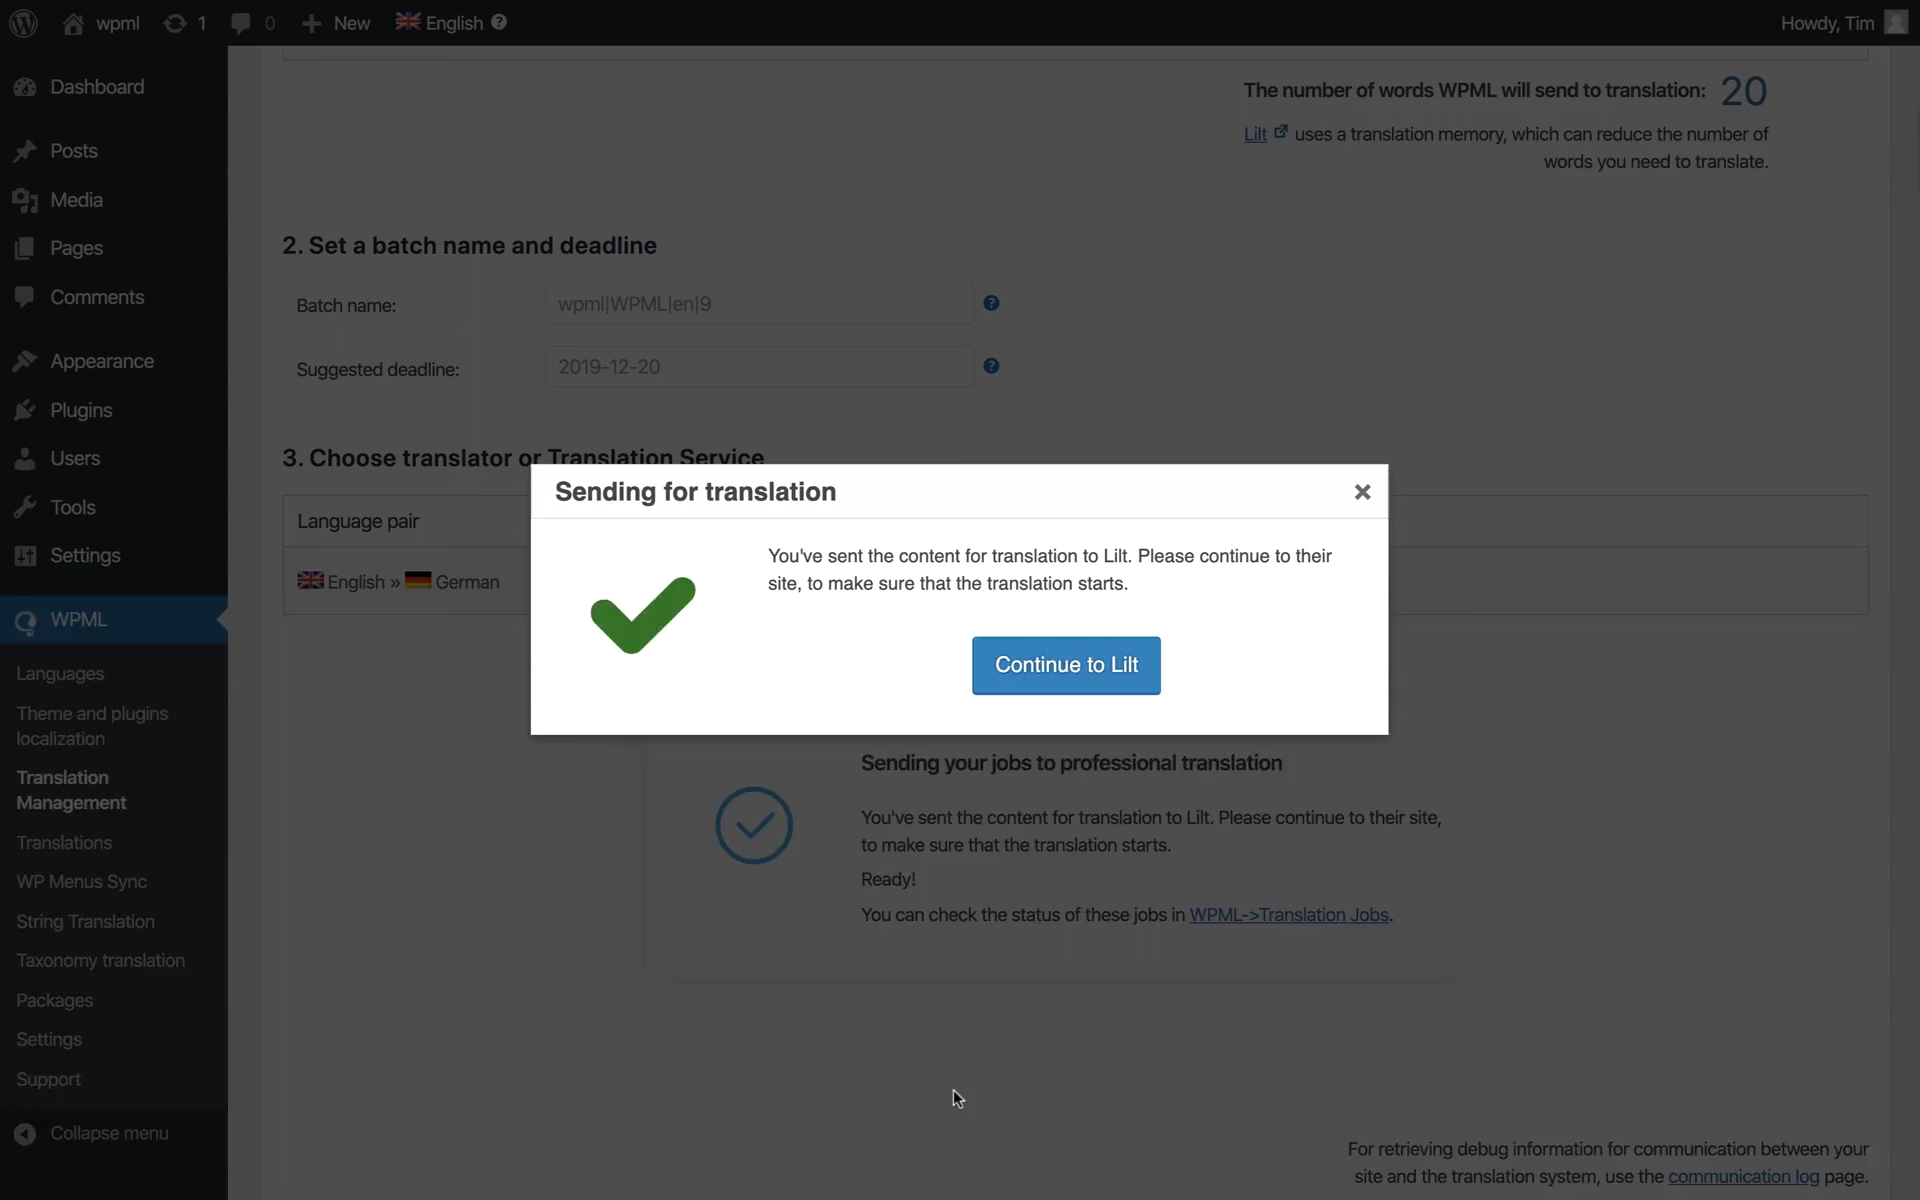 wpml 1 0 New English Howdy, Tim
Dashboard
Posts
Media
Pages
Comments
Appearance
Plugins
Users
Tools
Settings
WPML
Languages
Theme and plugins
localization
Translation
Management
Translations
WP Menus Sync
String Translation
Taxonomy translation
Packages
Settings
Support
Collapse menu
The number of words WPML will send to translation: 20
Lilt uses a translation memory, which can reduce the number of
words you need to translate.
2. Set a batch name and deadline
Batch name: wpml|WPML|en|9
Suggested deadline: 2019-12-20
3. Choose translator or Translation Service
Language pair
English » German
Sending for translation
You've sent the content for translation to Lilt. Please continue to their
site, to make sure that the translation starts.
Continue to Lilt
Sending your jobs to professional translation
You've sent the content for translation to Lilt. Please continue to their site,
to make sure that the translation starts.
Ready!
You can check the status of these jobs in WPML->Translation Jobs.
For retrieving debug information for communication between your
site and the translation system, use the communication log page.